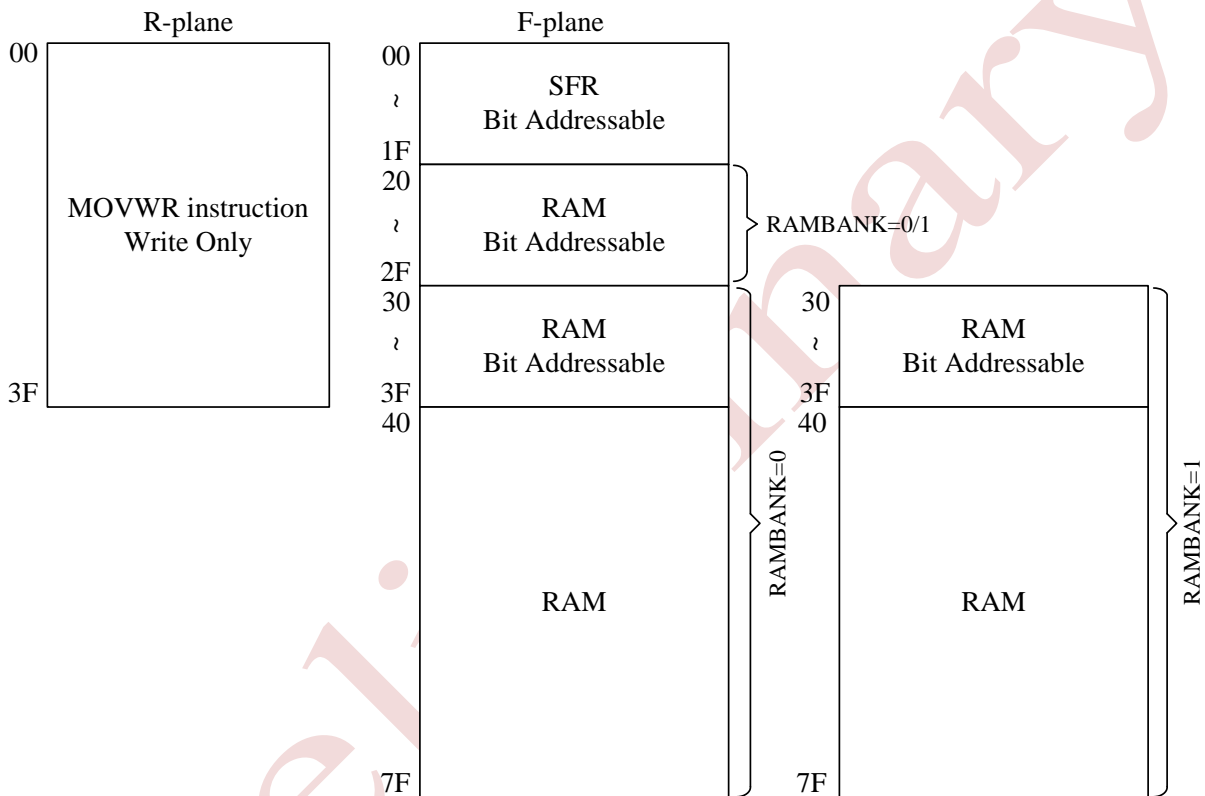 R-plane
F-plane
00
MOVWR instruction
Write Only
3F
00
~
1F
SFR
Bit Addressable
20
~
2F
RAM
Bit Addressable
RAMBANK=0/1
30
~
3F
RAM
Bit Addressable
40
RAM
7F
RAMBANK=0
30
~
3F
RAM
Bit Addressable
40
RAM
7F
RAMBANK=1